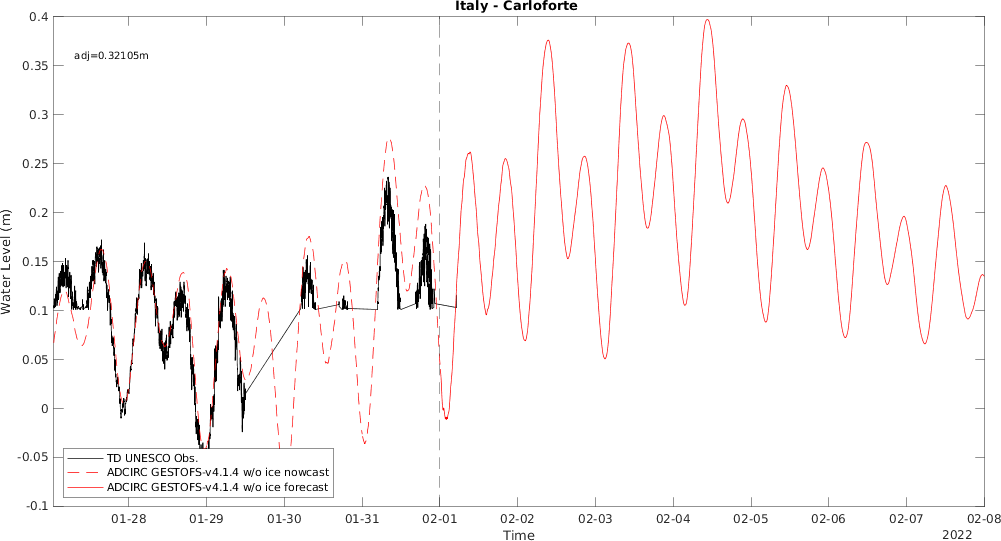 Italy - Carloforte
adj=0.32105m
0.4
0.35
0.3
0.25
0.2
0.15
0.1
0.05
0
-0.05
-0.1
Water Level (m)
TD UNESCO Obs.
ADCIRC GESTOFS-v4.1.4 w/o ice nowcast
ADCIRC GESTOFS-v4.1.4 w/o ice forecast
01-28 01-29 01-30 01-31 02-01 02-02 02-03 02-04 02-05 02-06 02-07 02-08
Time
2022